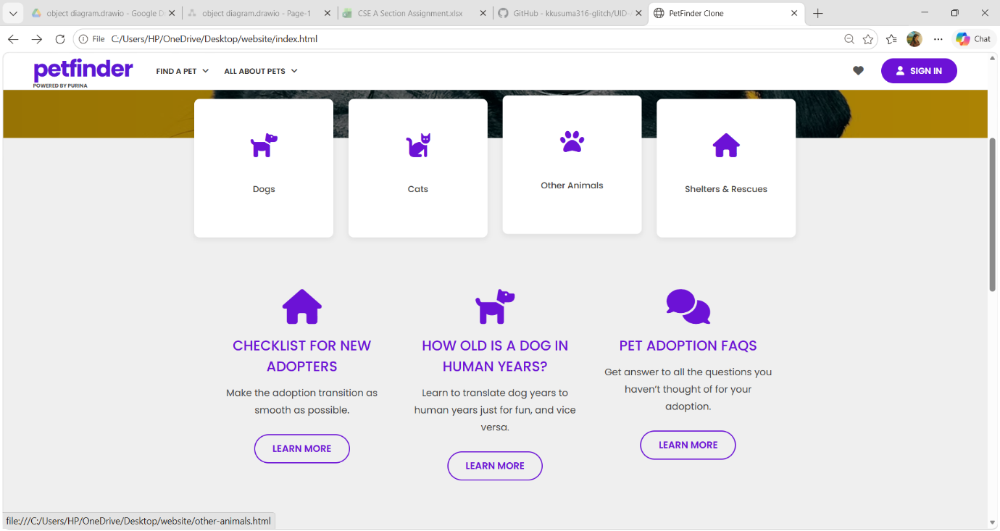 object diagram.drawio - Google D
object diagram.drawio - Page-1
CSE A Section Assignment.xlsx
GitHub - kkusuma316-glitch/UID-
PetFinder Clone
File C:/Users/HP/OneDrive/Desktop/website/index.html
Chat
petfinder
POWERED BY PURINA
FIND A PET
ALL ABOUT PETS
SIGN IN
Dogs
Cats
Other Animals
Shelters & Rescues
CHECKLIST FOR NEW
ADOPTERS
Make the adoption transition as
smooth as possible.
LEARN MORE
HOW OLD IS A DOG IN
HUMAN YEARS?
Learn to translate dog years to
human years just for fun, and vice
versa.
LEARN MORE
PET ADOPTION FAQS
Get answer to all the questions you
haven’t thought of for your
adoption.
LEARN MORE
file:///C:/Users/HP/OneDrive/Desktop/website/other-animals.html